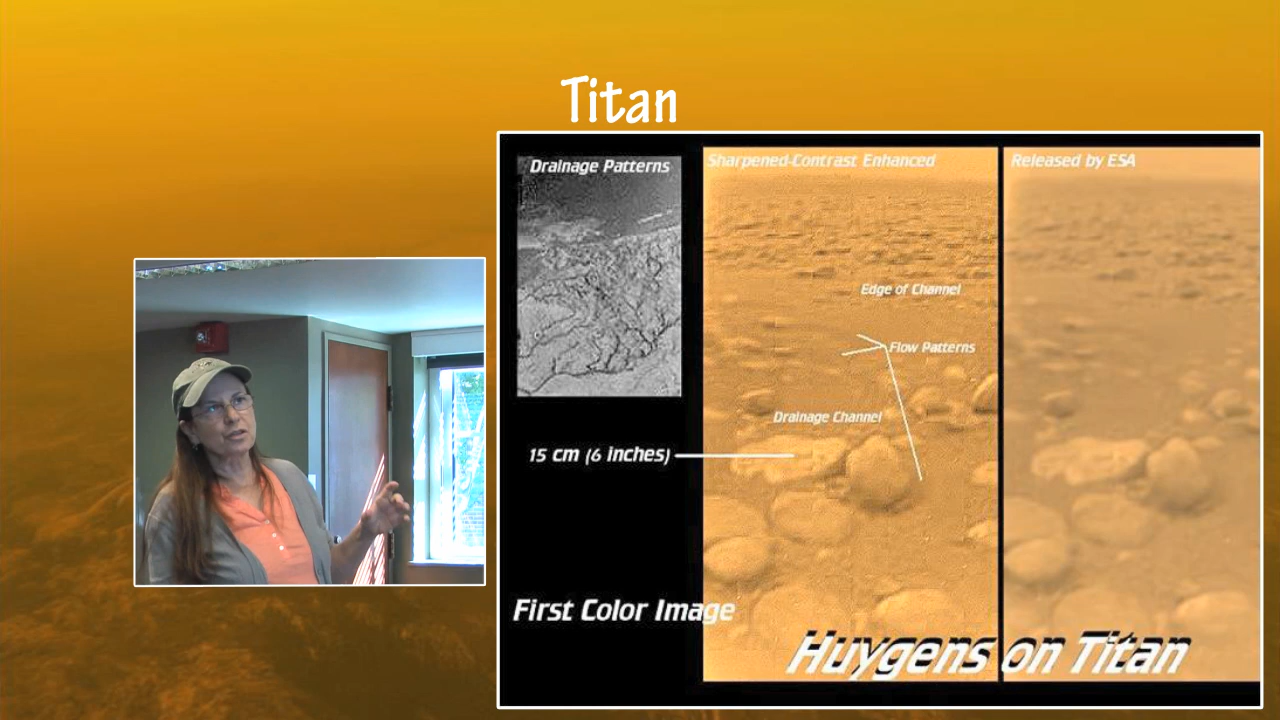 Titan
Drainage Patterns
Sharpened-Contrast Enhanced
Released by ESA
Edge of Channel
Flow Patterns
Drainage Channel
15 cm (6 inches)
First Color Image
Huygens on Titan